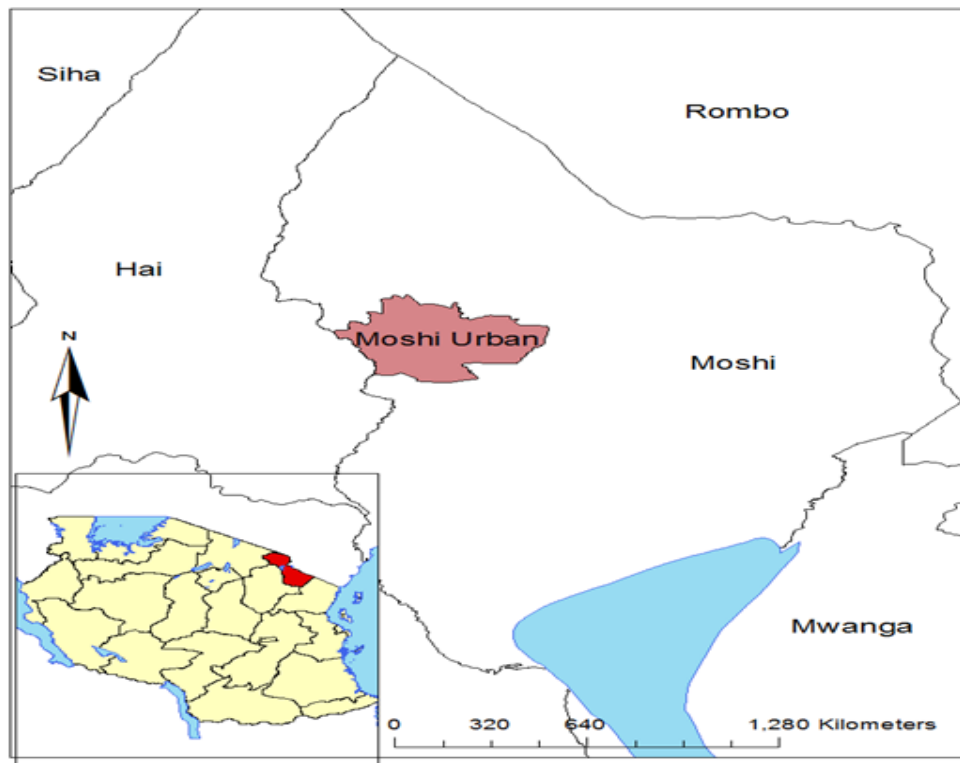 Siha
Rombo
Hai
N
Moshi Urban
Moshi
Mwanga
0 320 640 1,280 Kilometers